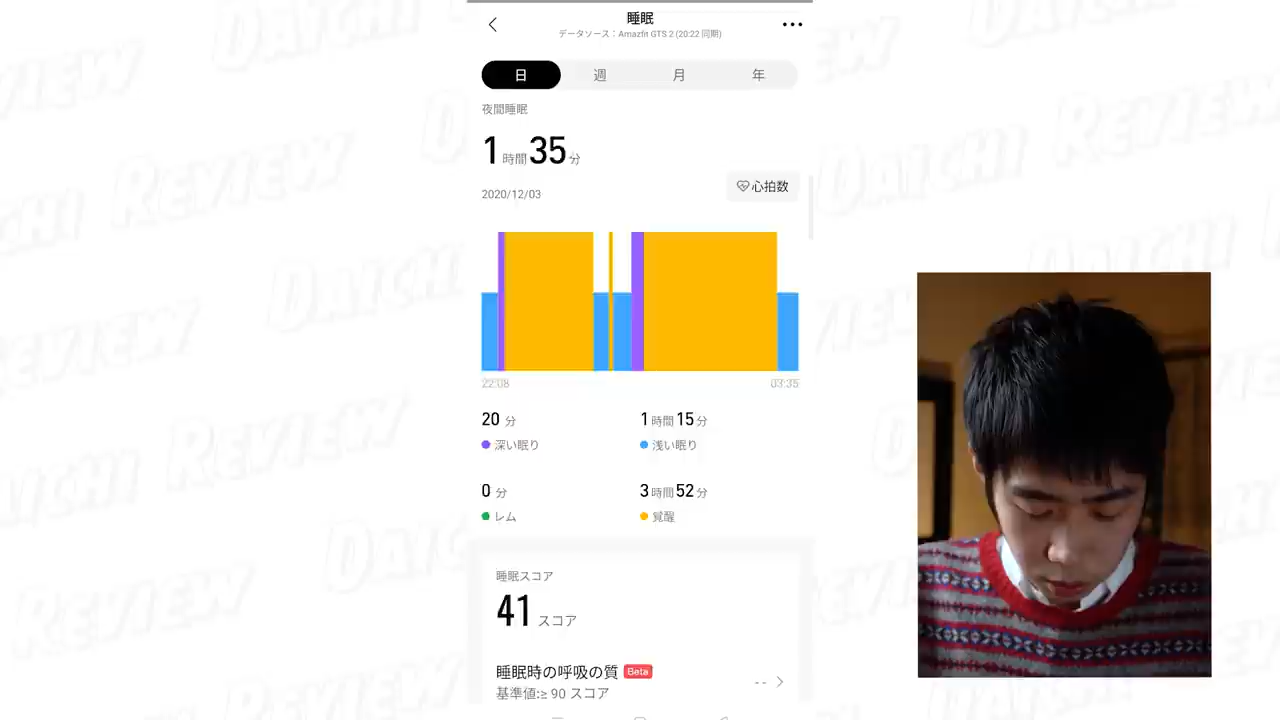 睡眠
データソース：Amazfit GTS 2 (20:22 同期)
日 週 月 年
夜間睡眠
1 時間 35 分
2020/12/03
心拍数
22:08 03:35
20 分 1 時間 15 分
深い眠り 浅い眠り
0 分 3 時間 52 分
レム 覚醒
睡眠スコア
41 スコア
睡眠時の呼吸の質 Beta
基準値:≥ 90 スコア
--
DAICHI REVIEW